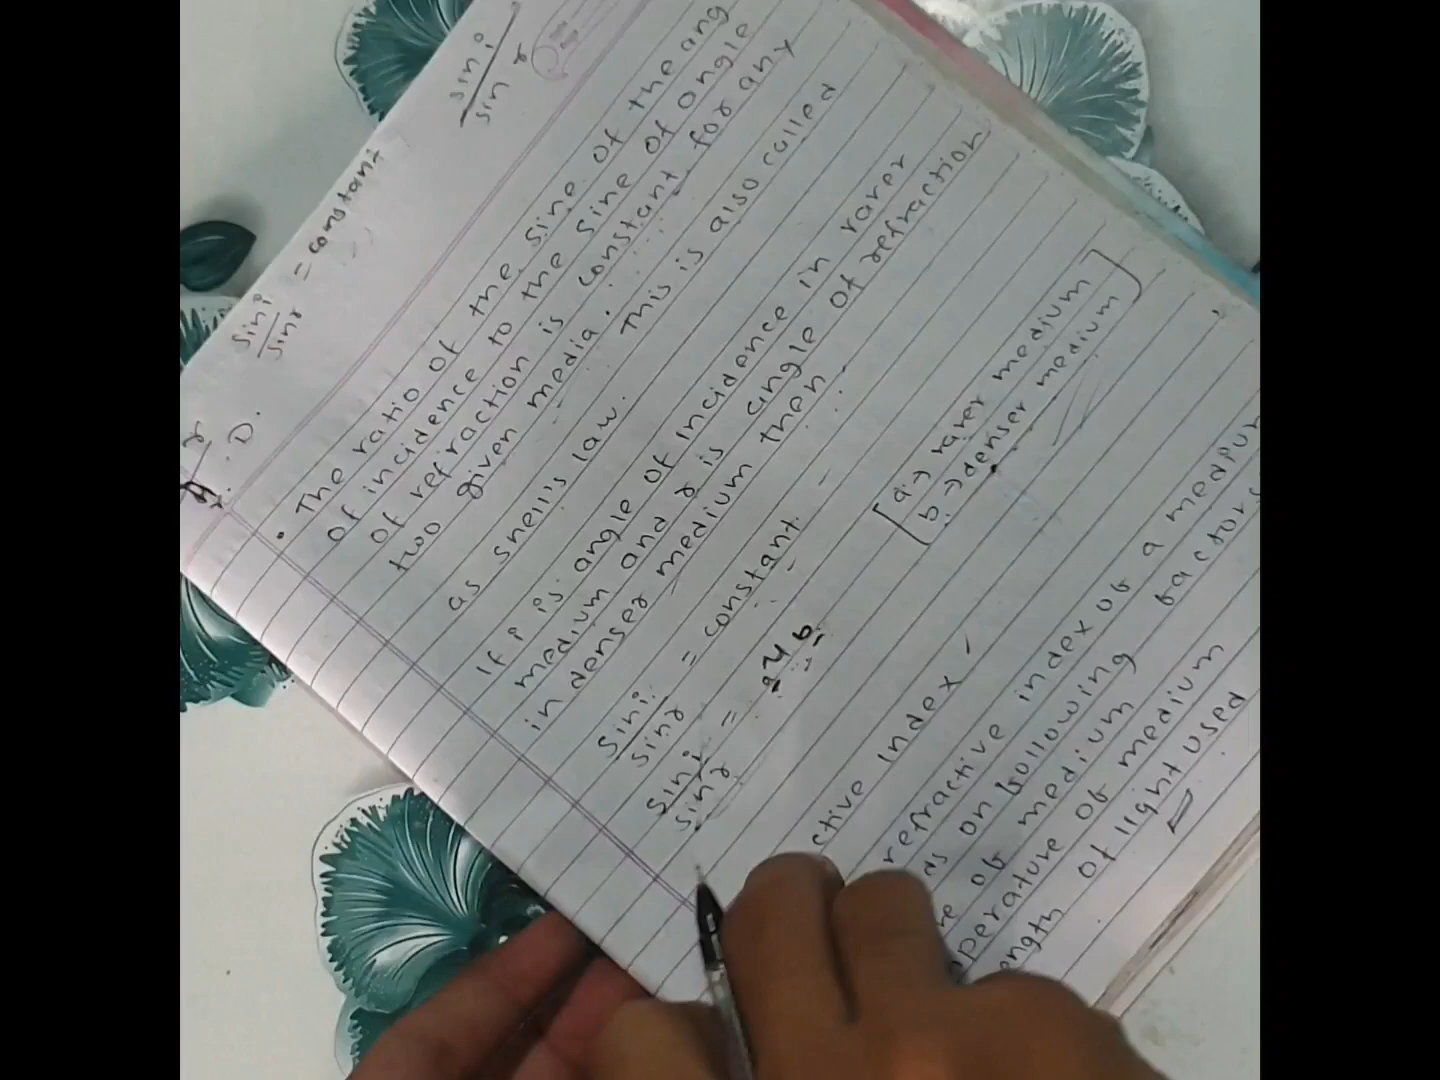 sin i / sin r = constant
sin i / sin r
. The ratio of the sine of the ang
of incidence to the sine of angle
of refraction is constant for any
two given media. This is also called
as shell's law.
If i is angle of incidence in rarer
medium and r is angle of refraction
in denser medium then.
sin i / sin r = constant
sin i / sin r = aμb
[a → rarer medium
b → denser medium]
ctive index
refractive index of a medium
ds on following factors
of medium
perature of medium
ength of light used